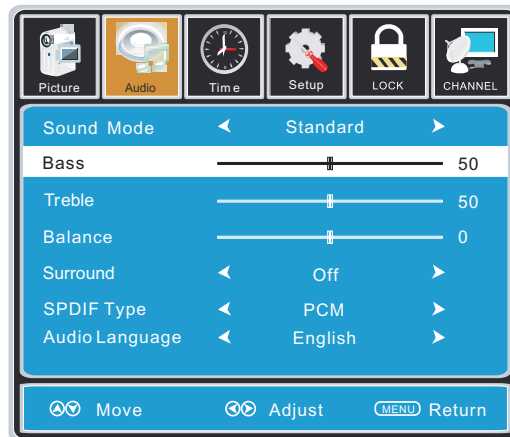 Picture Audio Time Setup LOCK CHANNEL
Sound Mode Standard
Bass 50
Treble 50
Balance 0
Surround Off
SPDIF Type PCM
Audio Language English
Move Adjust MENU Return